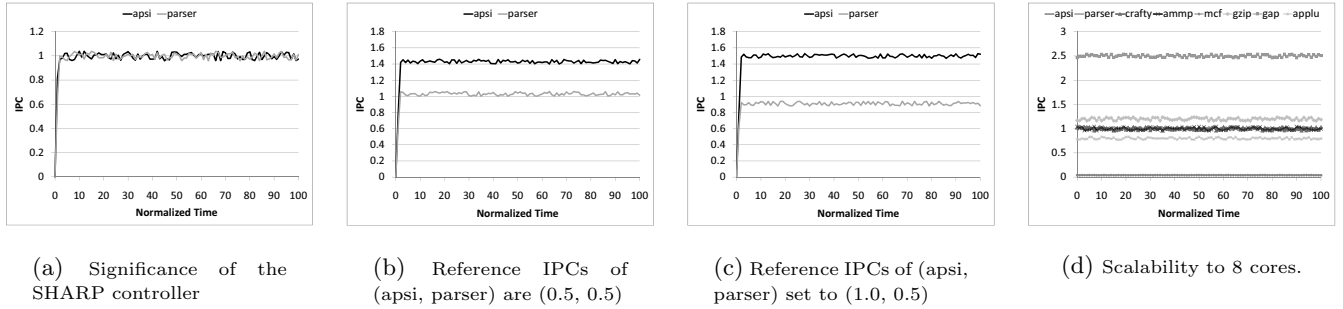 apsi parser
1.2
1
0.8
0.6
0.4
0.2
0
IPC
0 10 20 30 40 50 60 70 80 90 100
Normalized Time
(a) Significance of the
SHARP controller
apsi parser
1.8
1.6
1.4
1.2
1
0.8
0.6
0.4
0.2
0
IPC
0 10 20 30 40 50 60 70 80 90 100
Normalized Time
(b) Reference IPCs of
(apsi, parser) are (0.5, 0.5)
apsi parser
1.8
1.6
1.4
1.2
1
0.8
0.6
0.4
0.2
0
IPC
0 10 20 30 40 50 60 70 80 90 100
Normalized Time
(c) Reference IPCs of (apsi,
parser) set to (1.0, 0.5)
apsi parser crafty ammp mcf gzip gap applu
3
2.5
2
1.5
1
0.5
0
IPC
0 10 20 30 40 50 60 70 80 90 100
Normalized Time
(d) Scalability to 8 cores.